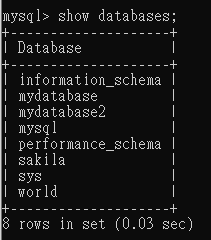 mysql> show databases;
+--------------------+
| Database           |
+--------------------+
| information_schema |
| mydatabase         |
| mydatabase2        |
| mysql              |
| performance_schema |
| sakila             |
| sys                |
| world              |
+--------------------+
8 rows in set (0.03 sec)